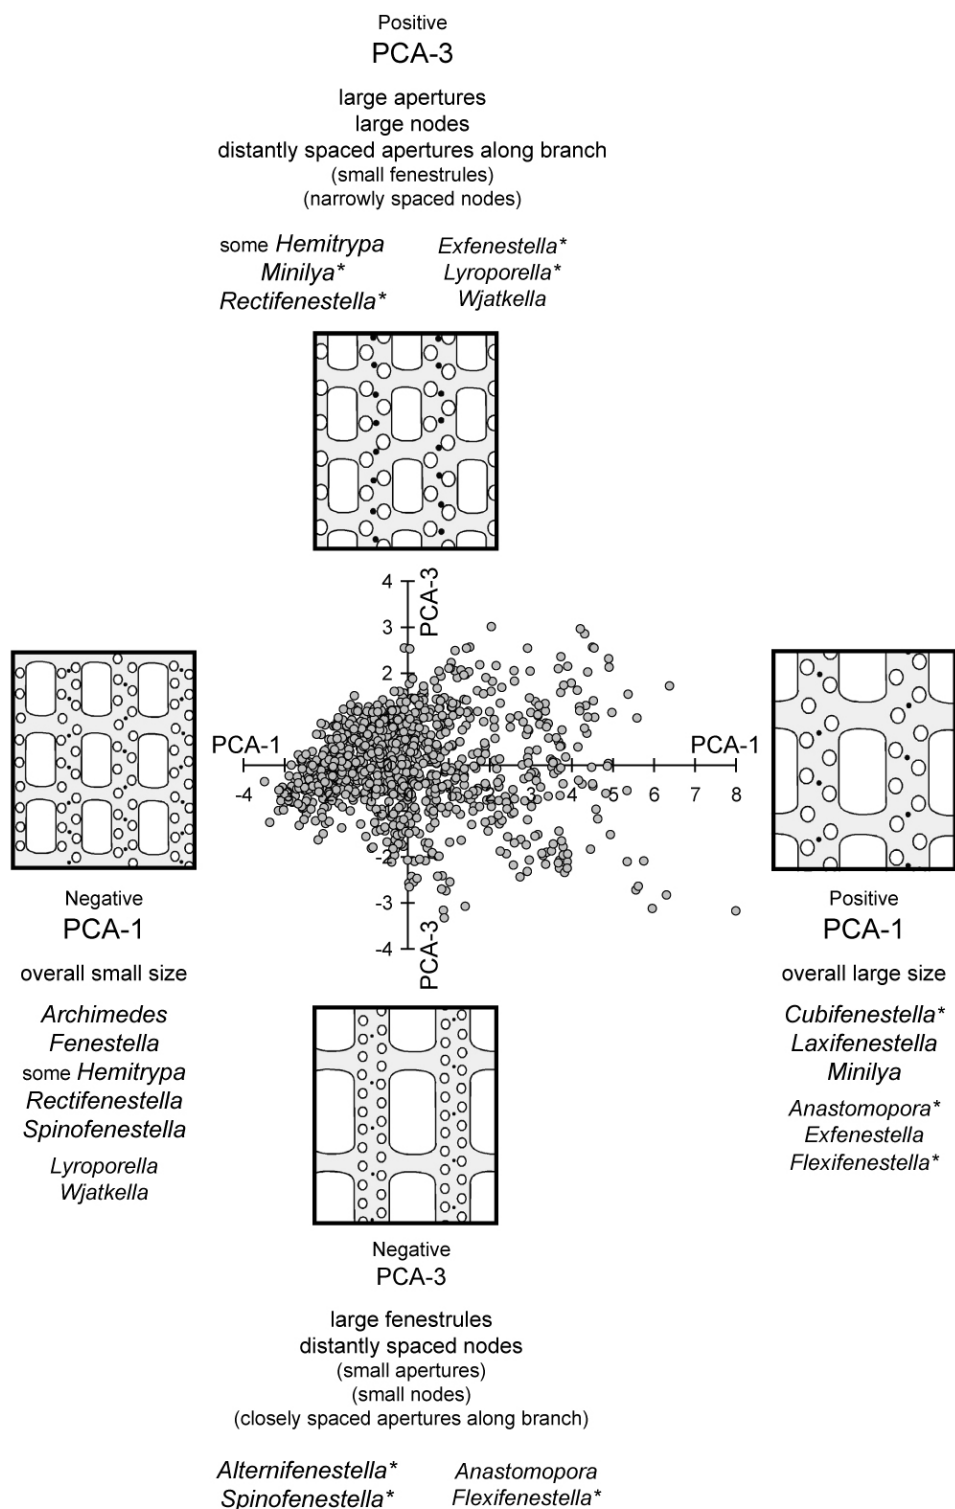 Positive
PCA-3
large apertures
large nodes
distantly spaced apertures along branch
(small fenestrules)
(narrowly spaced nodes)
some Hemitrypa
Minilya*
Rectifenestella*
Exfenestella*
Lyroporella*
Wjatkella
4
3
2
PCA-3
PCA-1
PCA-1
-4
4
5
6
7
8
-3
-4
PCA-3
Negative
PCA-1
overall small size
Archimedes
Fenestella
some Hemitrypa
Rectifenestella
Spinofenestella
Lyroporella
Wjatkella
Positive
PCA-1
overall large size
Cubifenestella*
Laxifenestella
Minilya
Anastomopora*
Exfenestella
Flexifenestella*
Negative
PCA-3
large fenestrules
distantly spaced nodes
(small apertures)
(small nodes)
(closely spaced apertures along branch)
Alternifenestella*
Spinofenestella*
Anastomopora
Flexifenestella*